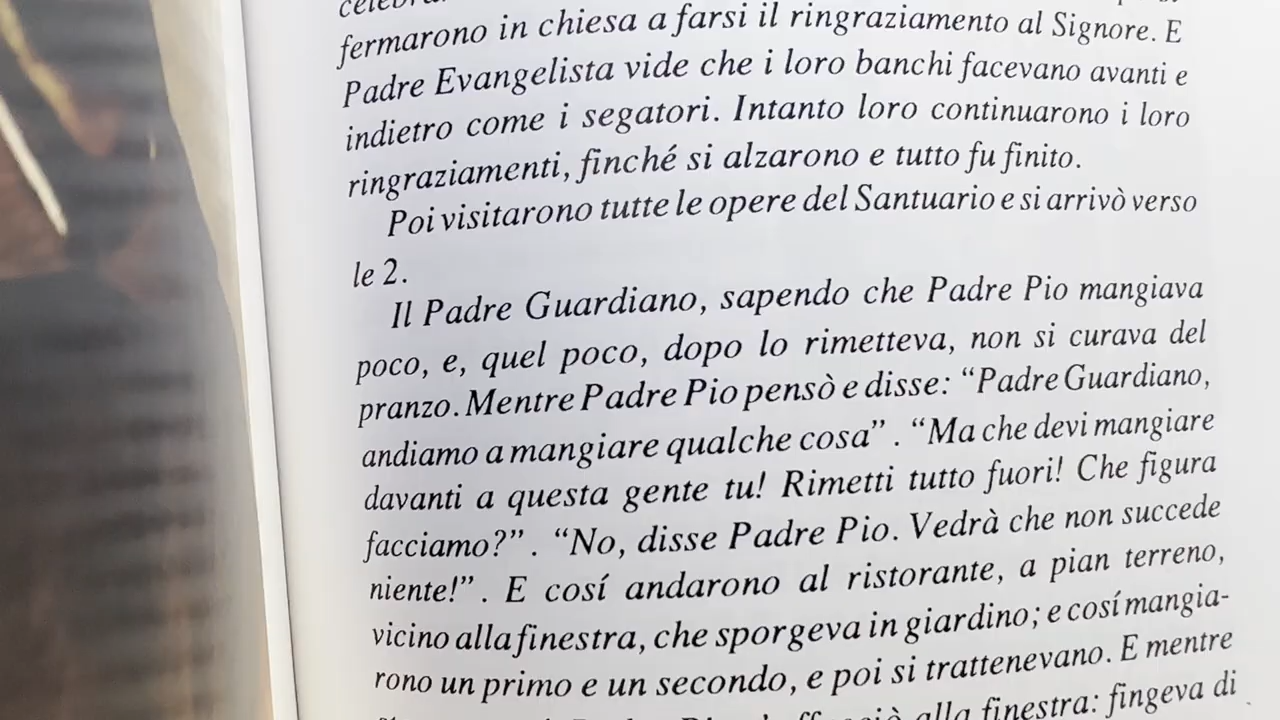 fermarono in chiesa a farsi il ringraziamento al Signore. E
Padre Evangelista vide che i loro banchi facevano avanti e
indietro come i segatori. Intanto loro continuarono i loro
ringraziamenti, finché si alzarono e tutto fu finito.
Poi visitarono tutte le opere del Santuario e si arrivò verso
le 2.
Il Padre Guardiano, sapendo che Padre Pio mangiava
poco, e, quel poco, dopo lo rimetteva, non si curava del
pranzo. Mentre Padre Pio pensò e disse: “Padre Guardiano,
andiamo a mangiare qualche cosa” . “Ma che devi mangiare
davanti a questa gente tu! Rimetti tutto fuori! Che figura
facciamo?” . “No, disse Padre Pio. Vedrà che non succede
niente!” . E cosí andarono al ristorante, a pian terreno,
vicino alla finestra, che sporgeva in giardino; e cosí mangia-
rono un primo e un secondo, e poi si trattenevano. E mentre
alla finestra: fingeva di